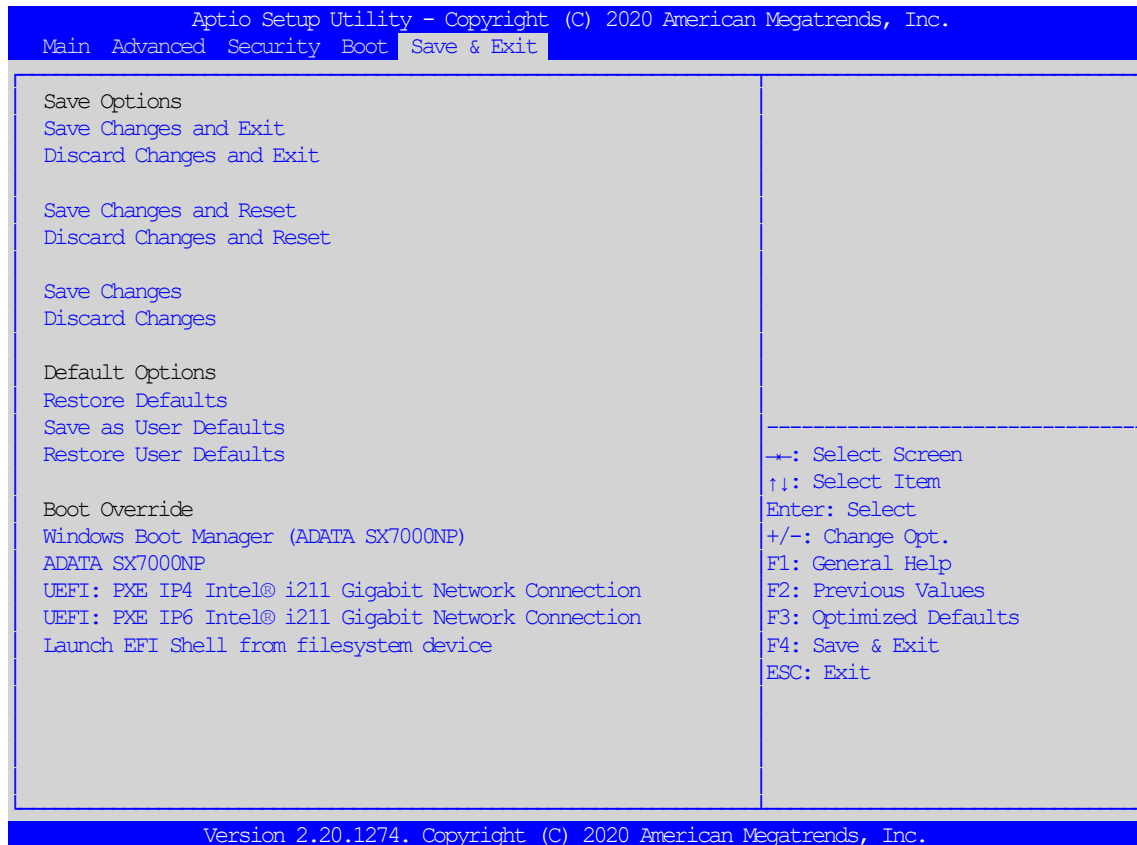 Aptio Setup Utility - Copyright (C) 2020 American Megatrends, Inc.
Main Advanced Security Boot Save & Exit
Save Options
Save Changes and Exit
Discard Changes and Exit
Save Changes and Reset
Discard Changes and Reset
Save Changes
Discard Changes
Default Options
Restore Defaults
Save as User Defaults
Restore User Defaults
Boot Override
Windows Boot Manager (ADATA SX7000NP)
ADATA SX7000NP
UEFI: PXE IP4 Intel® i211 Gigabit Network Connection
UEFI: PXE IP6 Intel® i211 Gigabit Network Connection
Launch EFI Shell from filesystem device
→←: Select Screen
↑↓: Select Item
Enter: Select
+/-: Change Opt.
F1: General Help
F2: Previous Values
F3: Optimized Defaults
F4: Save & Exit
ESC: Exit
Version 2.20.1274. Copyright (C) 2020 American Megatrends, Inc.